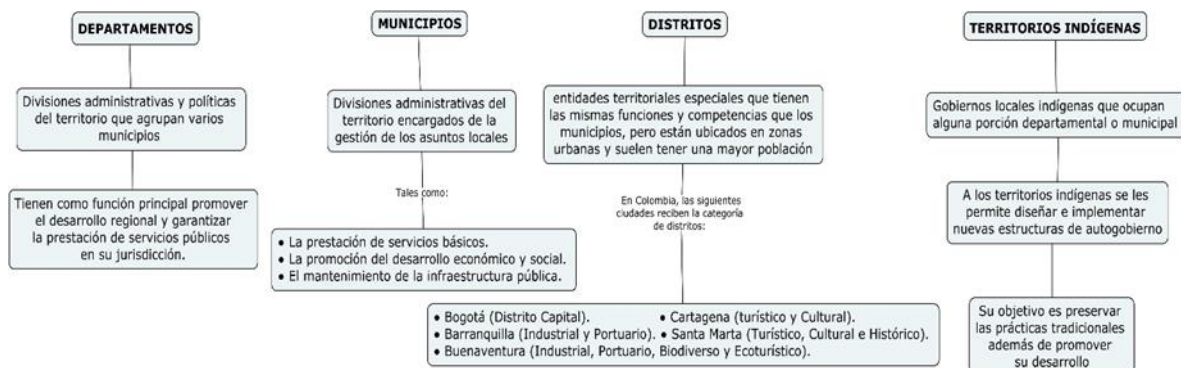 DEPARTAMENTOS
Divisiones administrativas y políticas
del territorio que agrupan varios
municipios
Tienen como función principal promover
el desarrollo regional y garantizar
la prestación de servicios públicos
en su jurisdicción.
MUNICIPIOS
Divisiones administrativas del
territorio encargados de la
gestión de los asuntos locales
Tales como:
• La prestación de servicios básicos.
• La promoción del desarrollo económico y social.
• El mantenimiento de la infraestructura pública.
DISTRITOS
entidades territoriales especiales que tienen
las mismas funciones y competencias que los
municipios, pero están ubicados en zonas
urbanas y suelen tener una mayor población
En Colombia, las siguientes
ciudades reciben la categoría
de distritos:
• Bogotá (Distrito Capital). • Cartagena (turístico y Cultural).
• Barranquilla (Industrial y Portuario). • Santa Marta (Turístico, Cultural e Histórico).
• Buenaventura (Industrial, Portuario, Biodiverso y Ecoturístico).
TERRITORIOS INDÍGENAS
Gobiernos locales indígenas que ocupan
alguna porción departamental o municipal
A los territorios indígenas se les
permite diseñar e implementar
nuevas estructuras de autogobierno
Su objetivo es preservar
las prácticas tradicionales
además de promover
su desarrollo